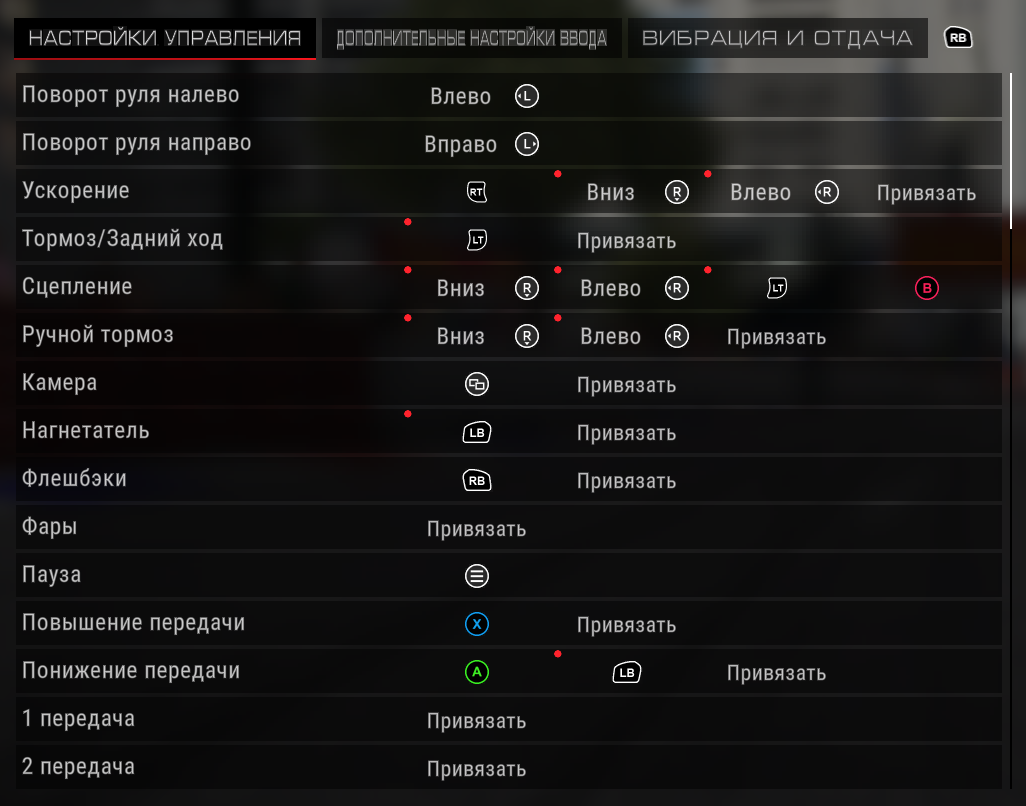 НАСТРОЙКИ УПРАВЛЕНИЯ ДОПОЛНИТЕЛЬНЫЕ НАСТРОЙКИ ВВОДА ВИБРАЦИЯ И ОТДАЧА RB
Поворот руля налево Влево L
Поворот руля направо Вправо L
Ускорение RT Вниз R Влево R Привязать
Тормоз/Задний ход LT Привязать
Сцепление Вниз R Влево R LT B
Ручной тормоз Вниз R Влево R Привязать
Камера Привязать
Нагнетатель LB Привязать
Флешбэки RB Привязать
Фары Привязать
Пауза
Повышение передачи X Привязать
Понижение передачи A LB Привязать
1 передача Привязать
2 передача Привязать